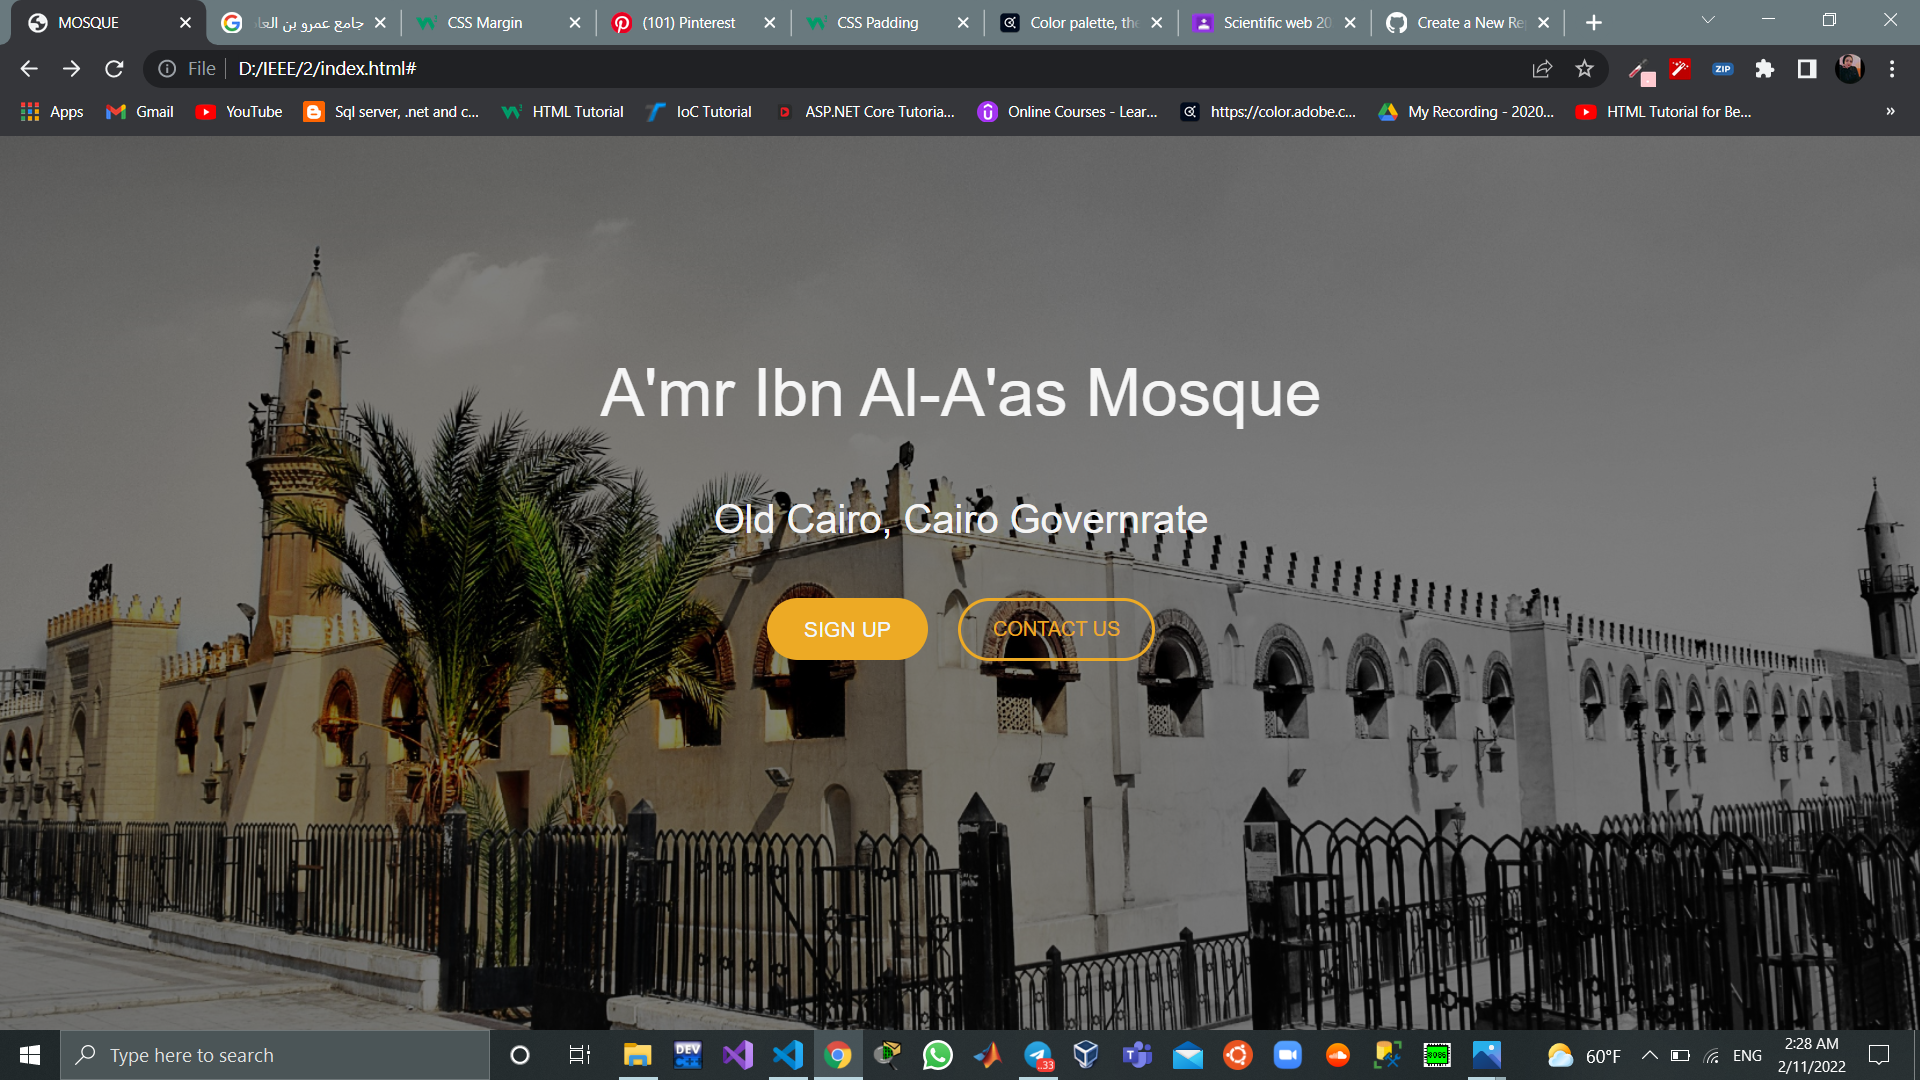 MOSQUE
جامع عمرو بن العا
CSS Margin
(101) Pinterest
CSS Padding
Color palette, the
Scientific web 20
Create a New Re
File
D:/IEEE/2/index.html#
ZIP
Apps
Gmail
YouTube
Sql server, .net and c...
HTML Tutorial
IoC Tutorial
ASP.NET Core Tutoria...
Online Courses - Lear...
https://color.adobe.c...
My Recording - 2020...
HTML Tutorial for Be...
»
A'mr Ibn Al-A'as Mosque
Old Cairo, Cairo Governrate
SIGN UP
CONTACT US
Type here to search
DEV
C++
..33
8086
60°F
ENG
2:28 AM
2/11/2022